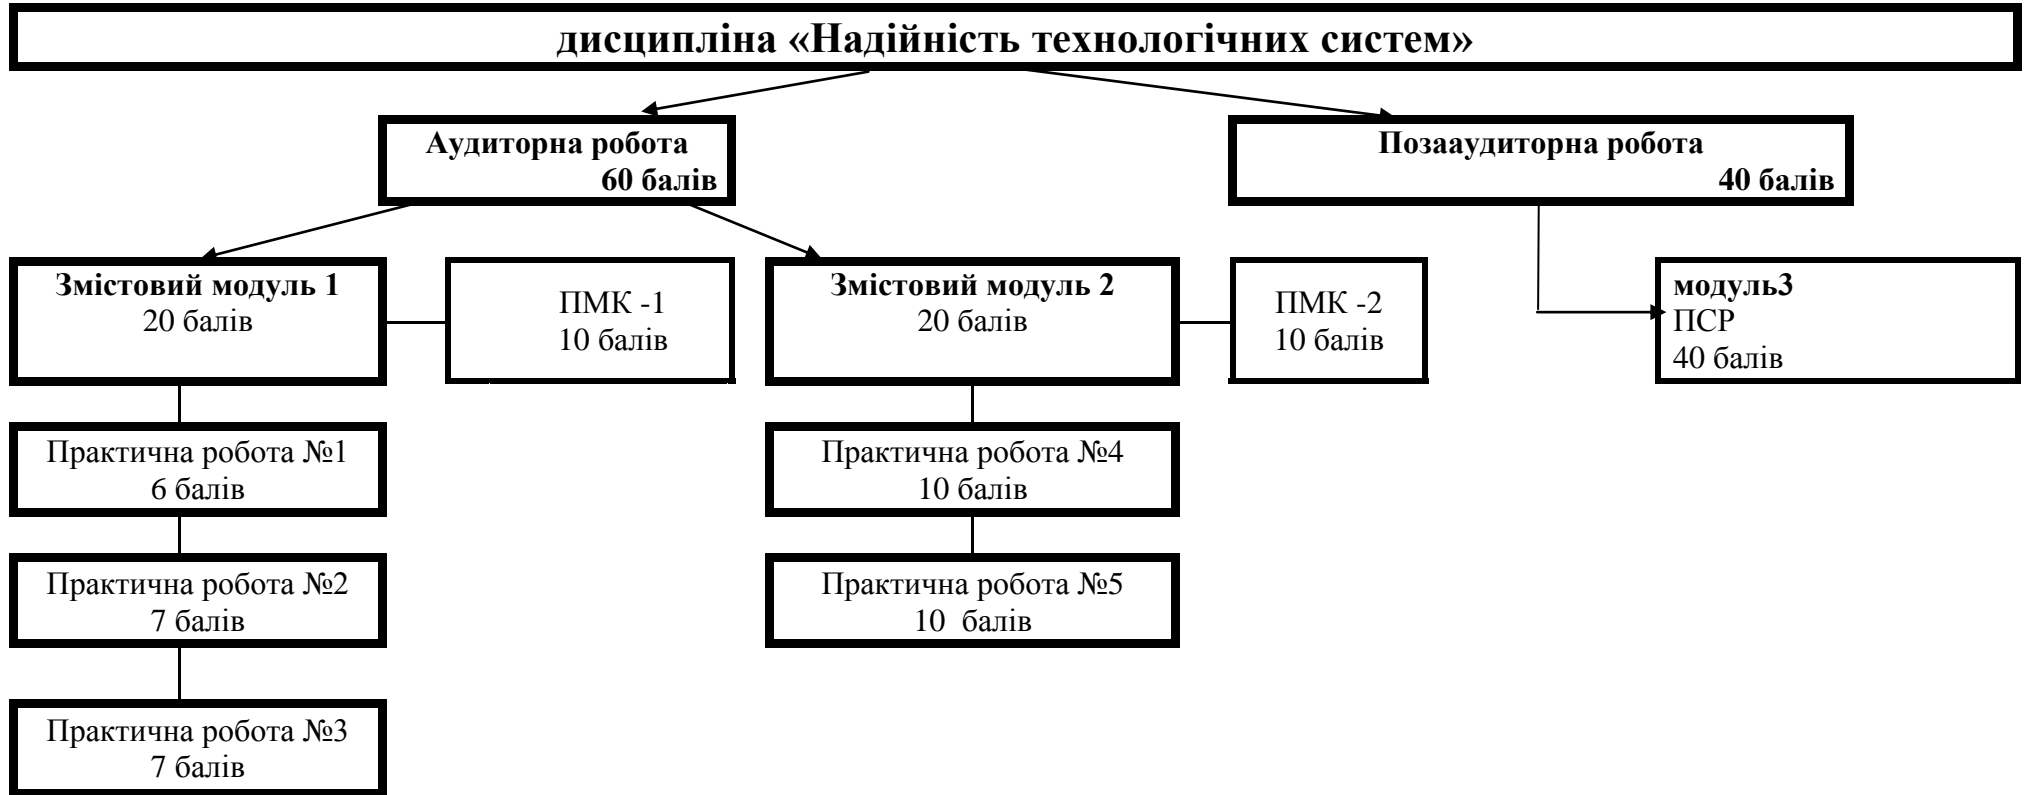 дисципліна «Надійність технологічних систем»
Аудиторна робота
60 балів
Позааудиторна робота
40 балів
Змістовий модуль 1
20 балів
ПМК -1
10 балів
Змістовий модуль 2
20 балів
ПМК -2
10 балів
модуль3
ПСР
40 балів
Практична робота №1
6 балів
Практична робота №4
10 балів
Практична робота №2
7 балів
Практична робота №5
10 балів
Практична робота №3
7 балів